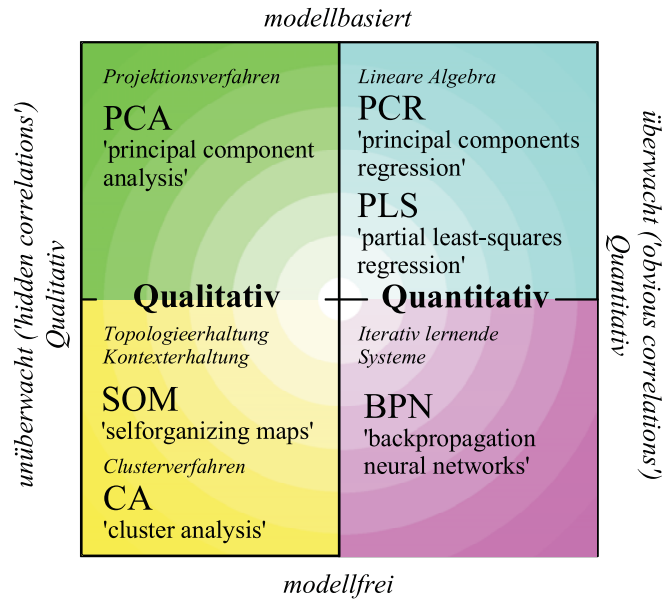 modellbasiert
unüberwacht ('hidden correlations')
Qualitativ
Projektionsverfahren
PCA
'principal component
analysis'
Lineare Algebra
PCR
'principal components
regression'
PLS
'partial least-squares
regression'
Qualitativ
Quantitativ
Topologieerhaltung
Kontexterhaltung
SOM
'selforganizing maps'
Clusterverfahren
CA
'cluster analysis'
Iterativ lernende
Systeme
BPN
'backpropagation
neural networks'
überwacht ('obvious correlations')
Quantitativ
modellfrei